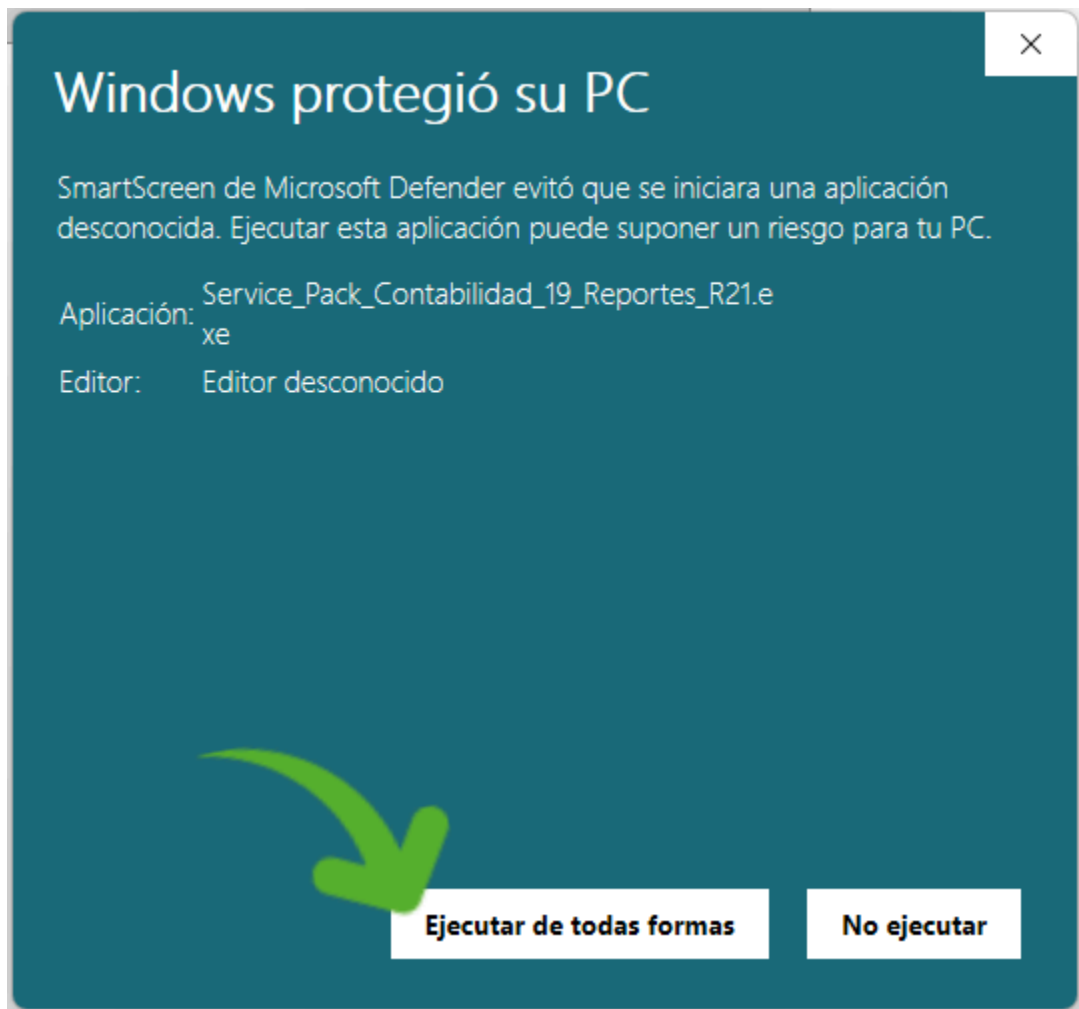 Windows protegió su PC
SmartScreen de Microsoft Defender evitó que se iniciara una aplicación
desconocida. Ejecutar esta aplicación puede suponer un riesgo para tu PC.
Aplicación: Service_Pack_Contabilidad_19_Reportes_R21.e
xe
Editor: Editor desconocido
Ejecutar de todas formas No ejecutar